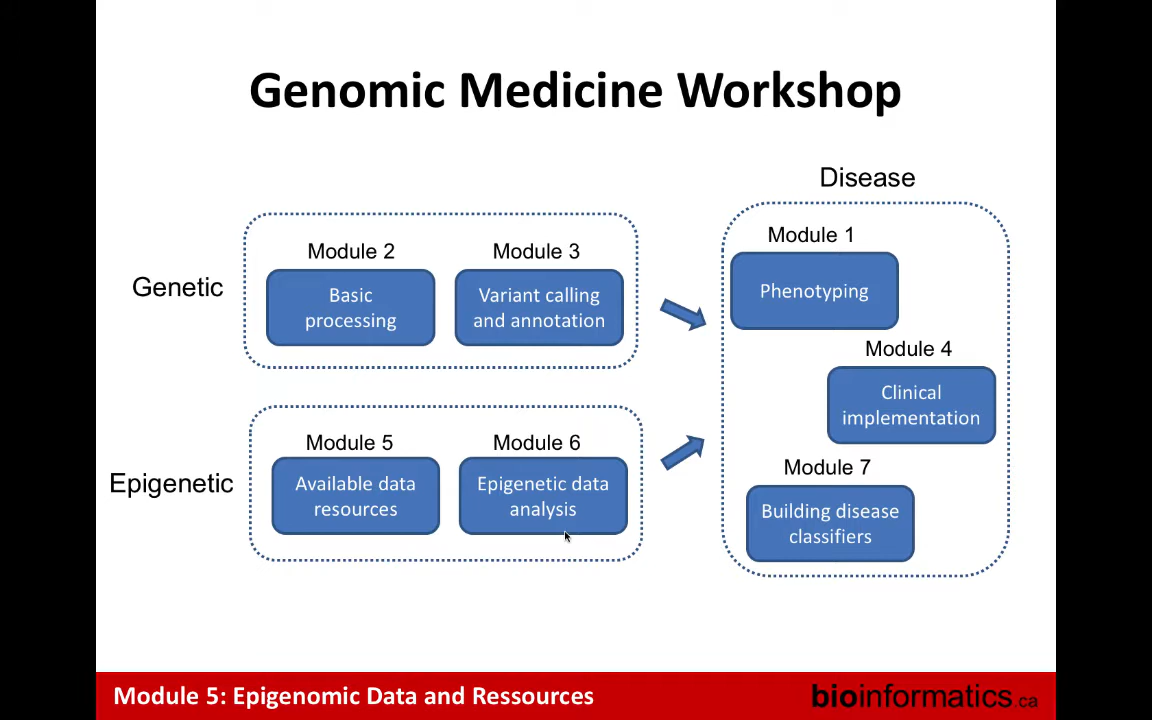 Genomic Medicine Workshop
Genetic
Module 2
Basic
processing
Module 3
Variant calling
and annotation
Epigenetic
Module 5
Available data
resources
Module 6
Epigenetic data
analysis
Disease
Module 1
Phenotyping
Module 4
Clinical
implementation
Module 7
Building disease
classifiers
Module 5: Epigenomic Data and Ressources
bioinformatics.ca